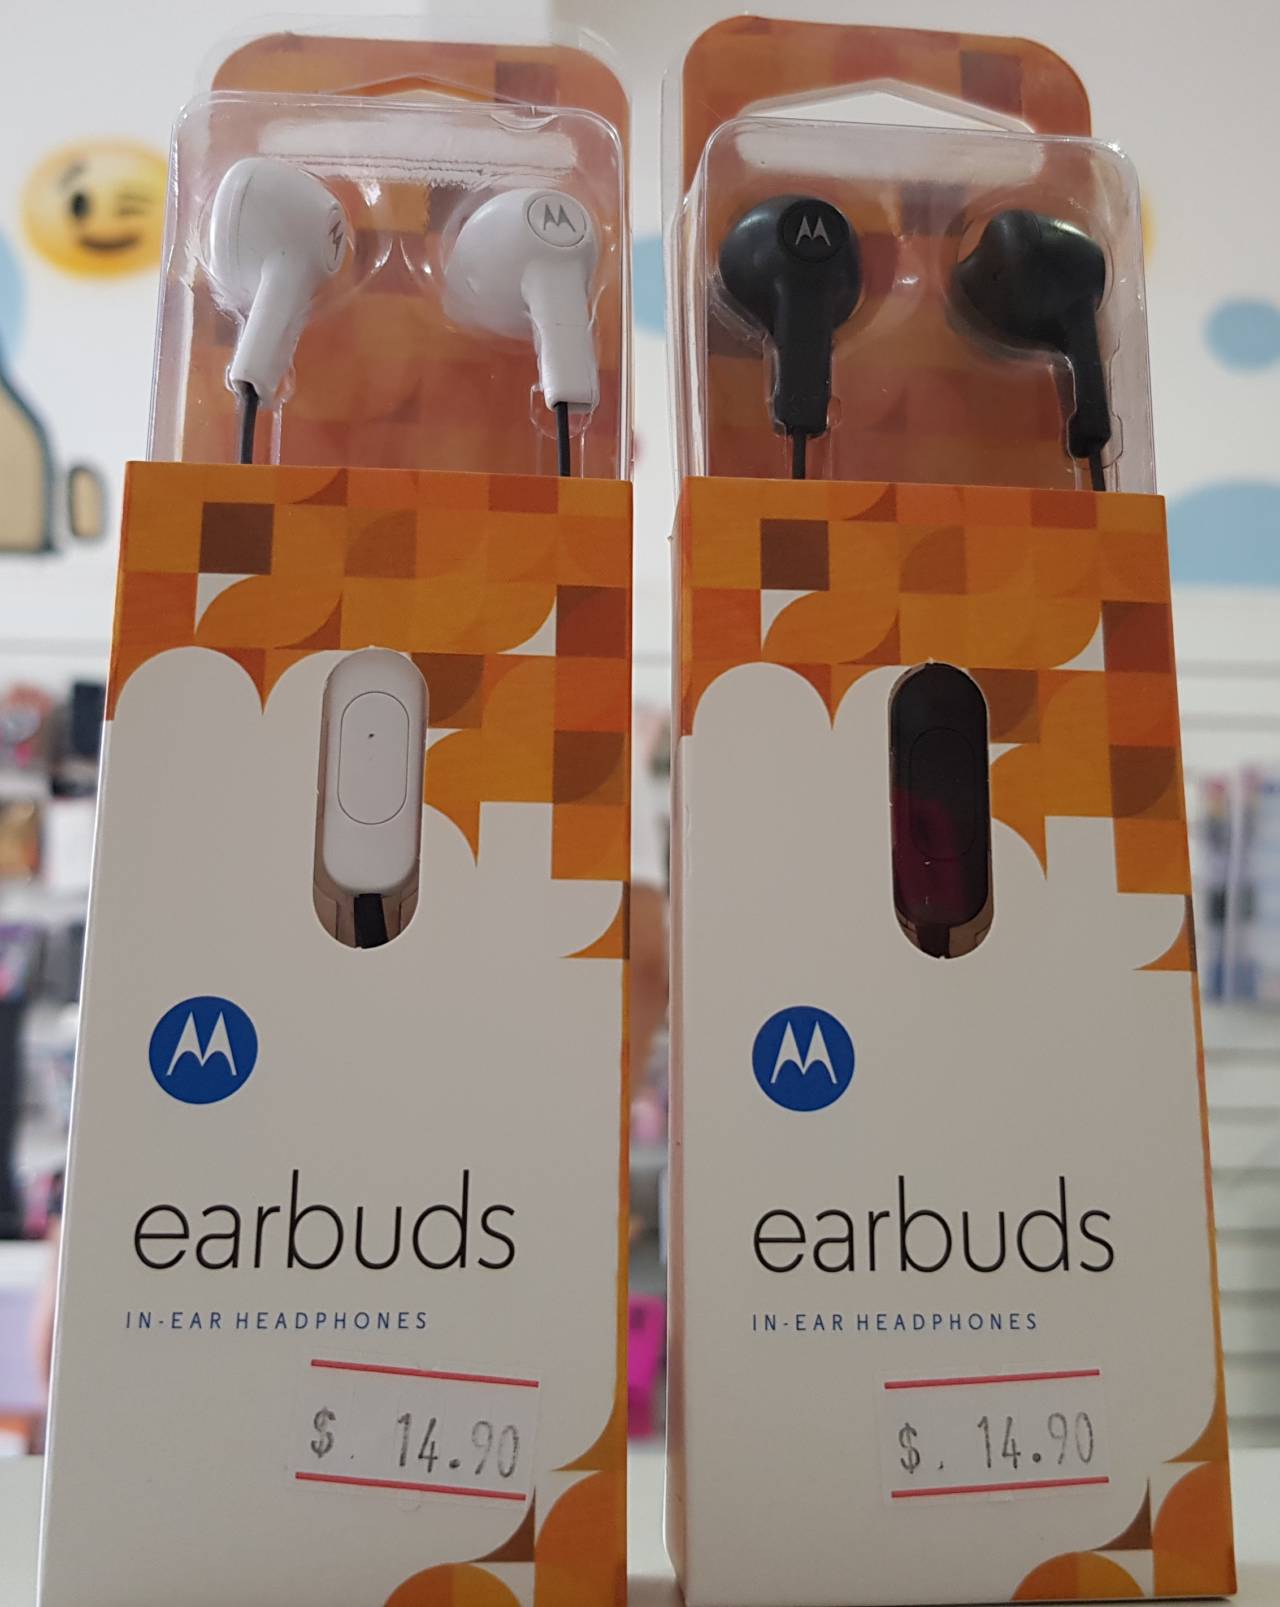 earbuds
IN-EAR HEADPHONES
$. 14.90
earbuds
IN-EAR HEADPHONES
$. 14.90